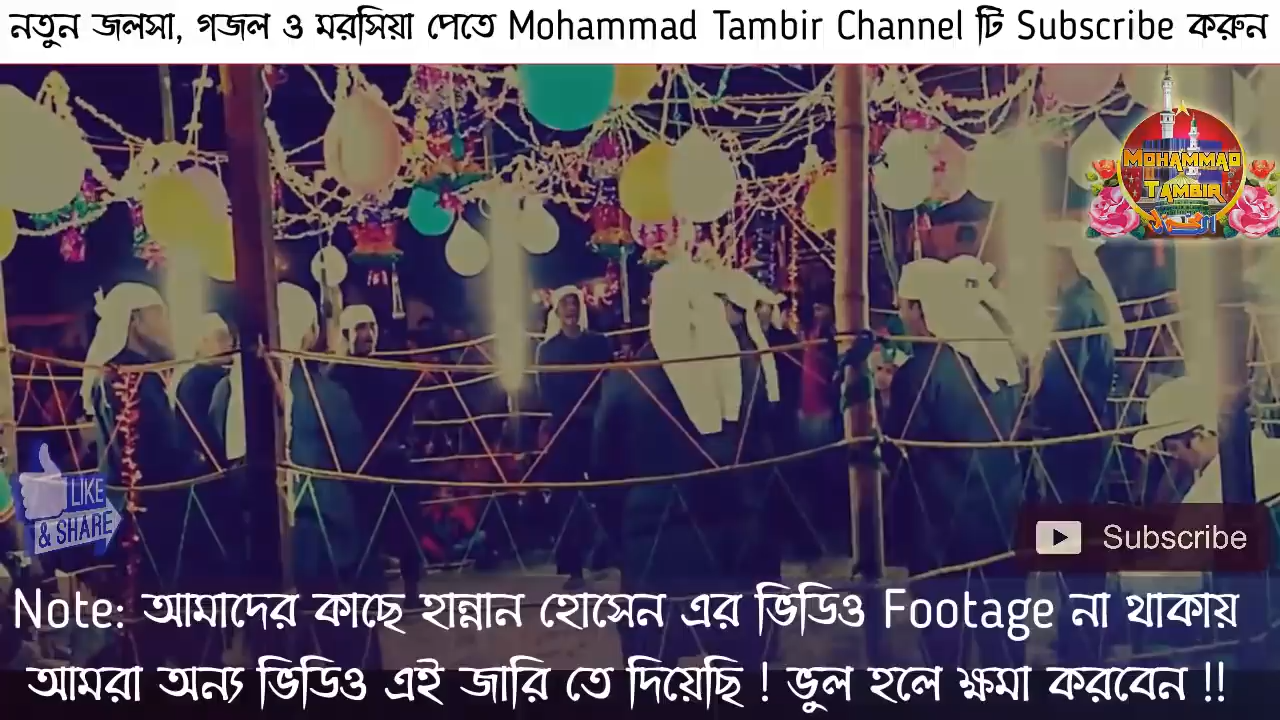 নতুন জলসা, গজল ও মরসিয়া পেতে Mohammad Tambir Channel টি Subscribe করুন
MOHAMMAD
TAMBIR
LIKE
& SHARE
Subscribe
Note: আমাদের কাছে হান্নান হোসেন এর ভিডিও Footage না থাকায়
আমরা অন্য ভিডিও এই জারি তে দিয়েছি ! ভুল হলে ক্ষমা করবেন !!